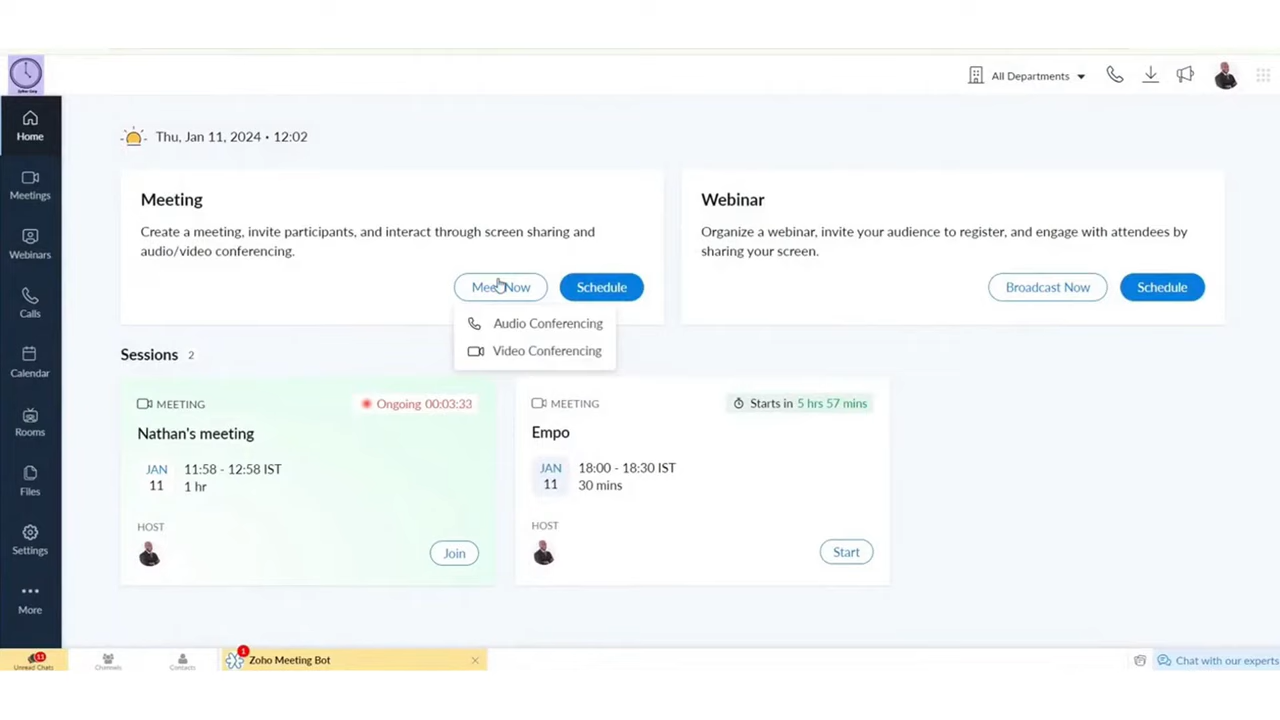 All Departments
Home
Thu, Jan 11, 2024 • 12:02
Meetings
Webinars
Calls
Calendar
Rooms
Files
Settings
More
Meeting
Create a meeting, invite participants, and interact through screen sharing and
audio/video conferencing.
Meet Now
Schedule
Audio Conferencing
Video Conferencing
Webinar
Organize a webinar, invite your audience to register, and engage with attendees by
sharing your screen.
Broadcast Now
Schedule
Sessions 2
MEETING
Ongoing 00:03:33
Nathan's meeting
JAN
11
11:58 - 12:58 IST
1 hr
HOST
Join
MEETING
Starts in 5 hrs 57 mins
Empo
JAN
11
18:00 - 18:30 IST
30 mins
HOST
Start
Unread Chats
Channels
Contacts
1
Zoho Meeting Bot
Chat with our experts